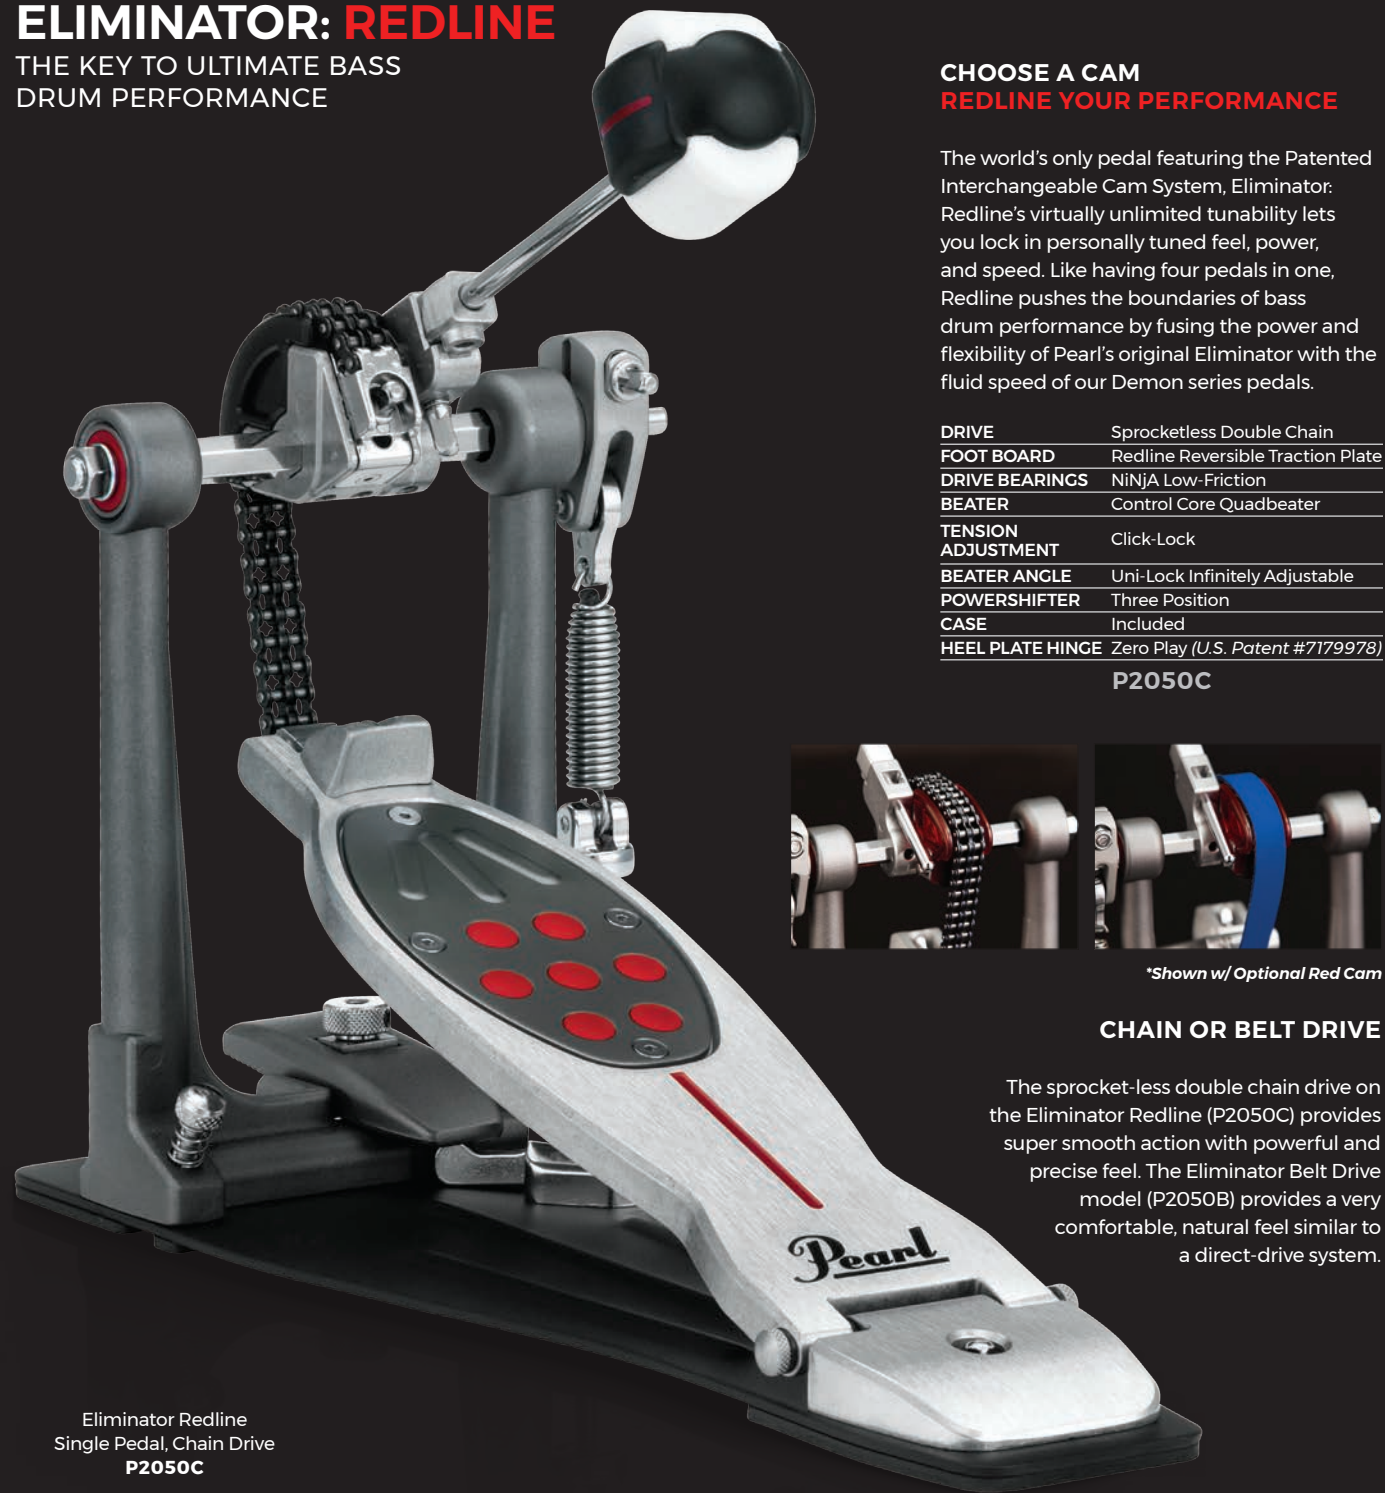 ELIMINATOR: REDLINE
THE KEY TO ULTIMATE BASS
DRUM PERFORMANCE
CHOOSE A CAM
REDLINE YOUR PERFORMANCE
The world's only pedal featuring the Patented
Interchangeable Cam System, Eliminator:
Redline's virtually unlimited tunability lets
you lock in personally tuned feel, power,
and speed. Like having four pedals in one,
Redline pushes the boundaries of bass
drum performance by fusing the power and
flexibility of Pearl's original Eliminator with the
fluid speed of our Demon series pedals.
DRIVE Sprocketless Double Chain
FOOT BOARD Redline Reversible Traction Plate
DRIVE BEARINGS NiNjA Low-Friction
BEATER Control Core Quadbeater
TENSION
ADJUSTMENT Click-Lock
BEATER ANGLE Uni-Lock Infinitely Adjustable
POWERSHIFTER Three Position
CASE Included
HEEL PLATE HINGE Zero Play (U.S. Patent #7179978)
P2050C
*Shown w/ Optional Red Cam
CHAIN OR BELT DRIVE
The sprocket-less double chain drive on
the Eliminator Redline (P2050C) provides
super smooth action with powerful and
precise feel. The Eliminator Belt Drive
model (P2050B) provides a very
comfortable, natural feel similar to
a direct-drive system.
Pearl
Eliminator Redline
Single Pedal, Chain Drive
P2050C